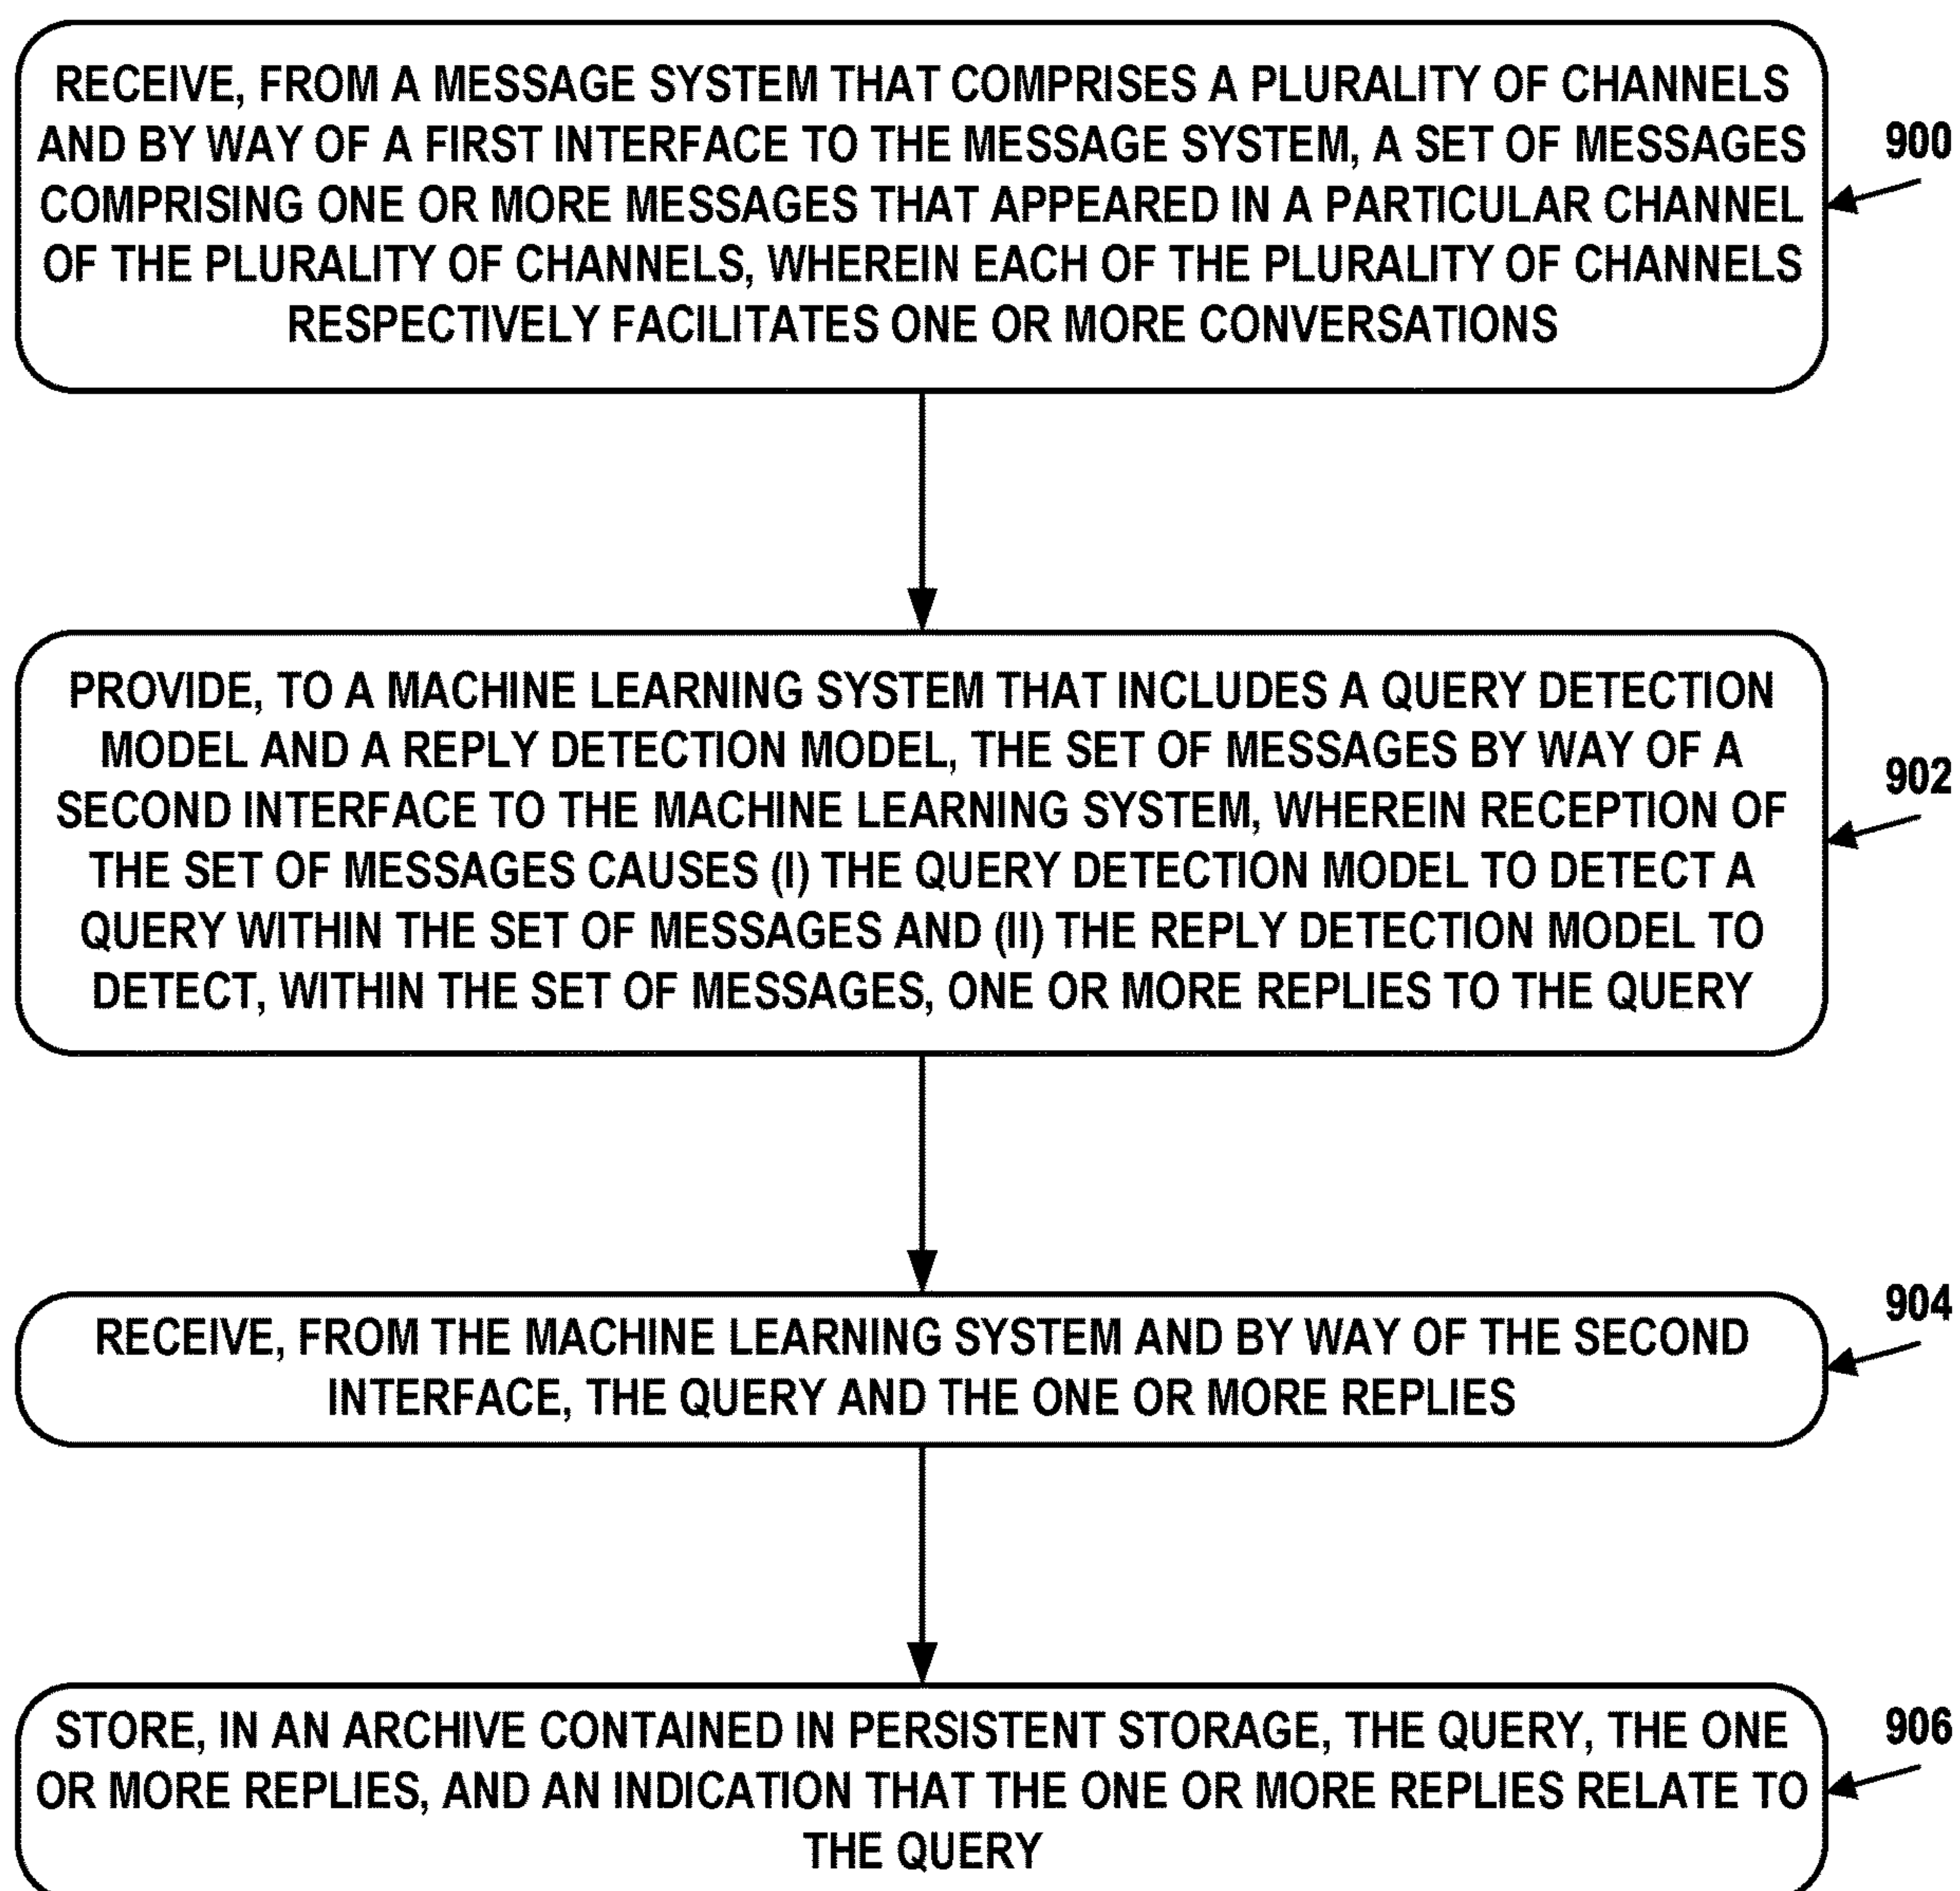 RECEIVE, FROM A MESSAGE SYSTEM THAT COMPRISES A PLURALITY OF CHANNELS
AND BY WAY OF A FIRST INTERFACE TO THE MESSAGE SYSTEM, A SET OF MESSAGES
COMPRISING ONE OR MORE MESSAGES THAT APPEARED IN A PARTICULAR CHANNEL
OF THE PLURALITY OF CHANNELS, WHEREIN EACH OF THE PLURALITY OF CHANNELS
RESPECTIVELY FACILITATES ONE OR MORE CONVERSATIONS
900
PROVIDE, TO A MACHINE LEARNING SYSTEM THAT INCLUDES A QUERY DETECTION
MODEL AND A REPLY DETECTION MODEL, THE SET OF MESSAGES BY WAY OF A
SECOND INTERFACE TO THE MACHINE LEARNING SYSTEM, WHEREIN RECEPTION OF
THE SET OF MESSAGES CAUSES (I) THE QUERY DETECTION MODEL TO DETECT A
QUERY WITHIN THE SET OF MESSAGES AND (II) THE REPLY DETECTION MODEL TO
DETECT, WITHIN THE SET OF MESSAGES, ONE OR MORE REPLIES TO THE QUERY
902
RECEIVE, FROM THE MACHINE LEARNING SYSTEM AND BY WAY OF THE SECOND
INTERFACE, THE QUERY AND THE ONE OR MORE REPLIES
904
STORE, IN AN ARCHIVE CONTAINED IN PERSISTENT STORAGE, THE QUERY, THE ONE
OR MORE REPLIES, AND AN INDICATION THAT THE ONE OR MORE REPLIES RELATE TO
THE QUERY
906